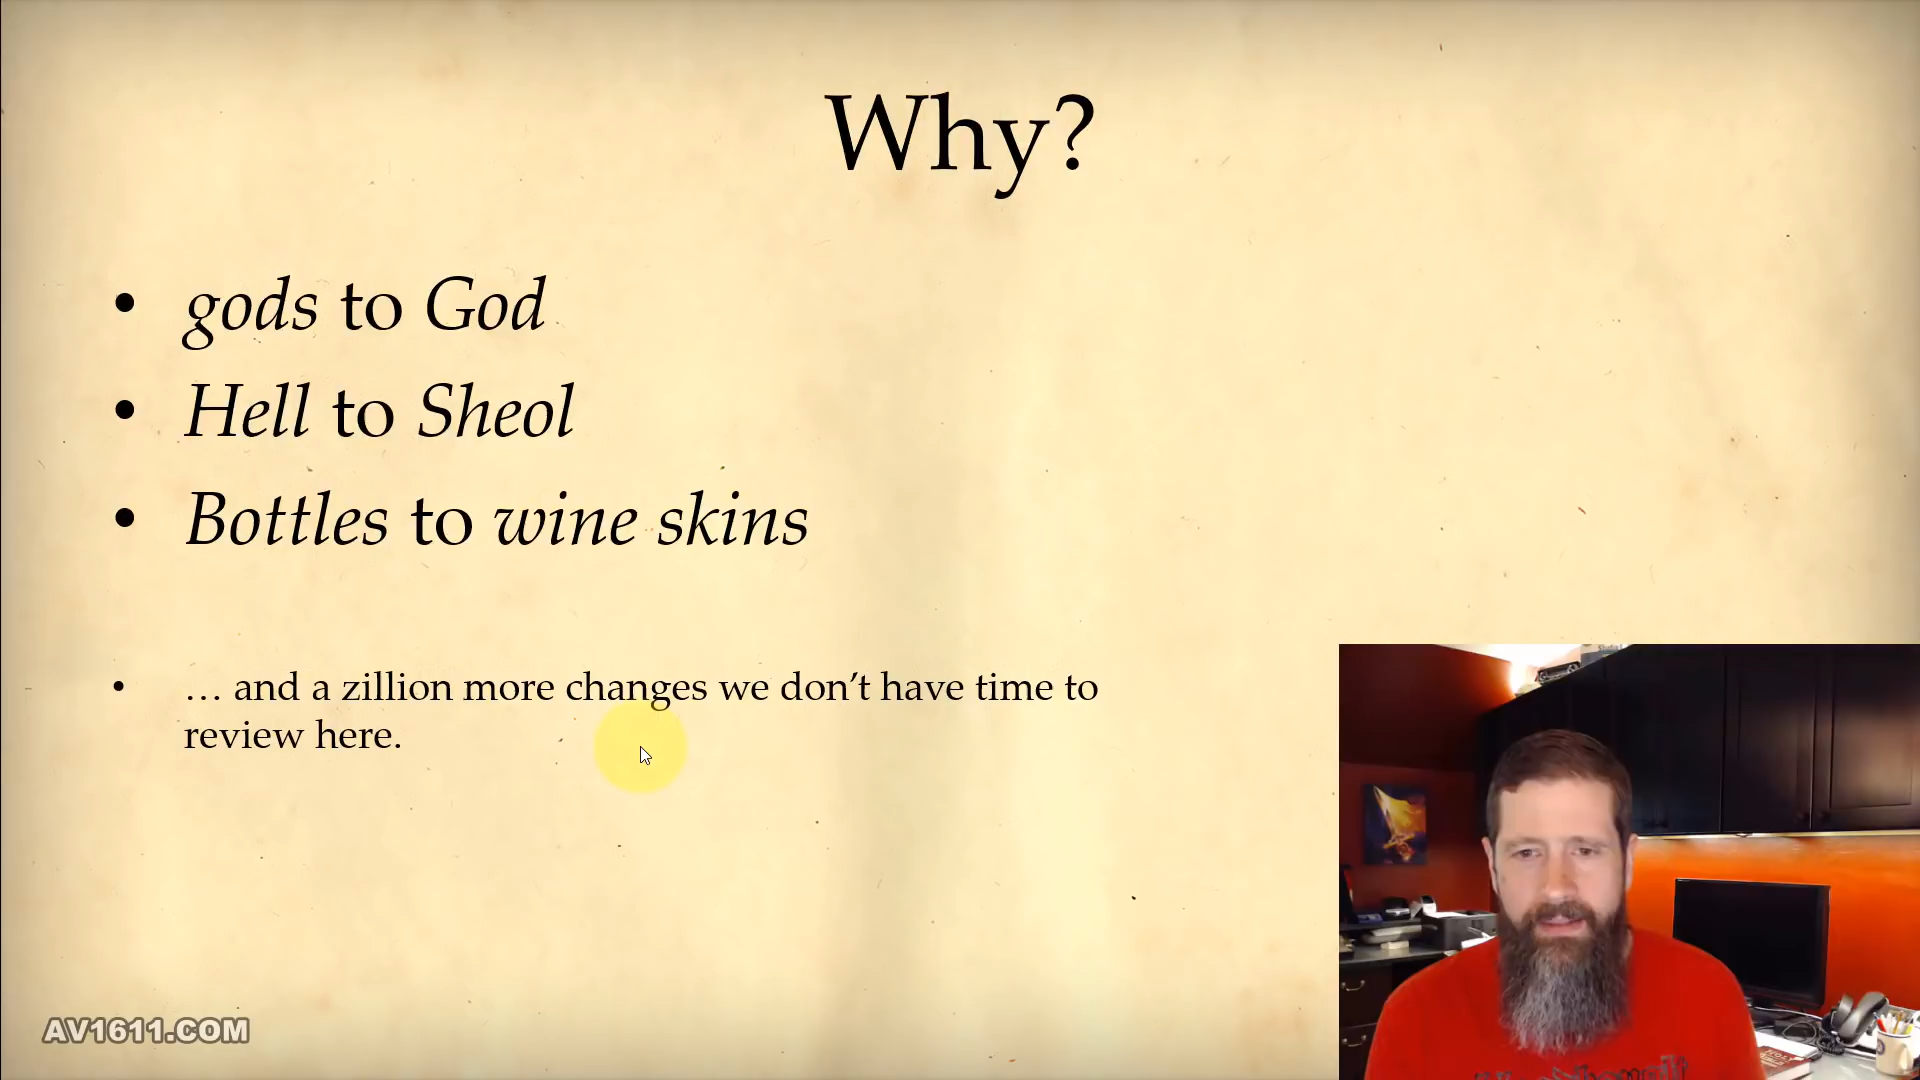 Why?
• gods to God
• Hell to Sheol
• Bottles to wine skins
• … and a zillion more changes we don’t have time to
review here.
AV1611.COM